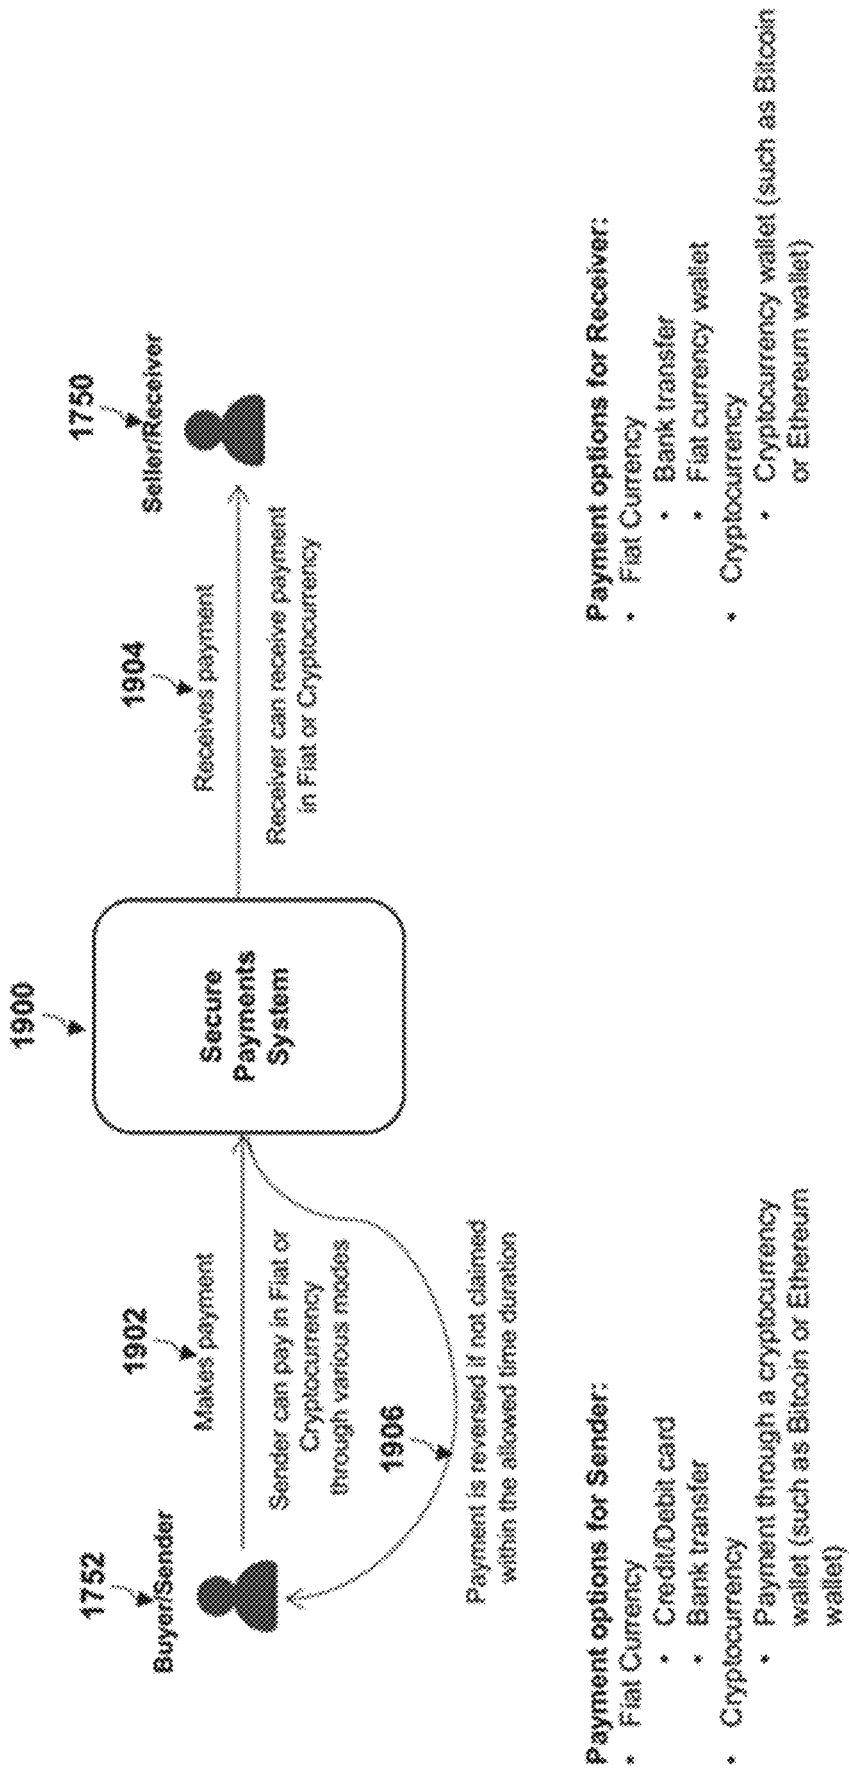 1900
1752
Buyer/Sender
1902
Makes payment
Sender can pay in Fiat or
Cryptocurrency
through various modes
1906
Payment is reversed if not claimed
within the allowed time duration
Secure
Payments
System
1904
Receives payment
Receiver can receive payment
in Fiat or Cryptocurrency
1750
Seller/Receiver
Payment options for Sender:
• Fiat Currency
• Credit/Debit card
• Bank transfer
• Cryptocurrency
• Payment through a cryptocurrency
wallet (such as Bitcoin or Ethereum
wallet)
Payment options for Receiver:
• Fiat Currency
• Bank transfer
• Fiat currency wallet
• Cryptocurrency
• Cryptocurrency wallet (such as Bitcoin
or Ethereum wallet)